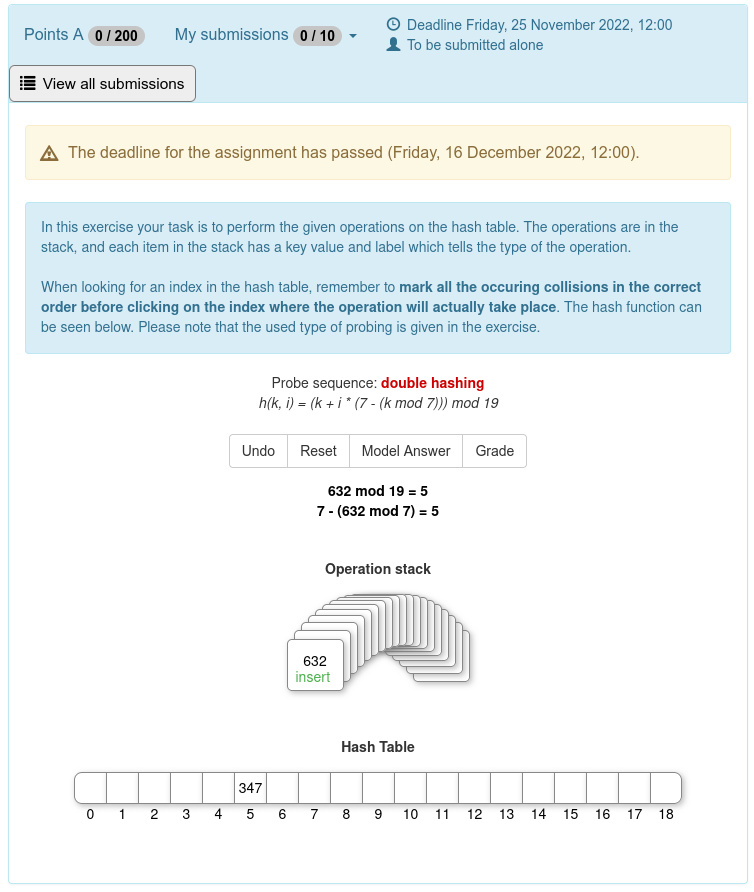 Points A 0 / 200 My submissions 0 / 10
Deadline Friday, 25 November 2022, 12:00
To be submitted alone
View all submissions
The deadline for the assignment has passed (Friday, 16 December 2022, 12:00).
In this exercise your task is to perform the given operations on the hash table. The operations are in the
stack, and each item in the stack has a key value and label which tells the type of the operation.
When looking for an index in the hash table, remember to mark all the occuring collisions in the correct
order before clicking on the index where the operation will actually take place. The hash function can
be seen below. Please note that the used type of probing is given in the exercise.
Probe sequence: double hashing
h(k, i) = (k + i * (7 - (k mod 7))) mod 19
Undo Reset Model Answer Grade
632 mod 19 = 5
7 - (632 mod 7) = 5
Operation stack
632
insert
Hash Table
347
0 1 2 3 4 5 6 7 8 9 10 11 12 13 14 15 16 17 18